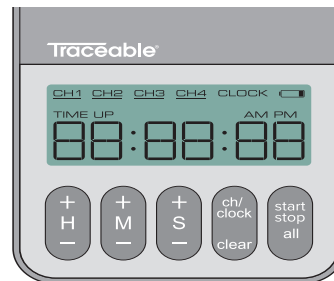 Traceable®
CH1 CH2 CH3 CH4 CLOCK
TIME UP AM PM
88:88:88
+ + + ch/ start
H M S clock stop
− − − clear all